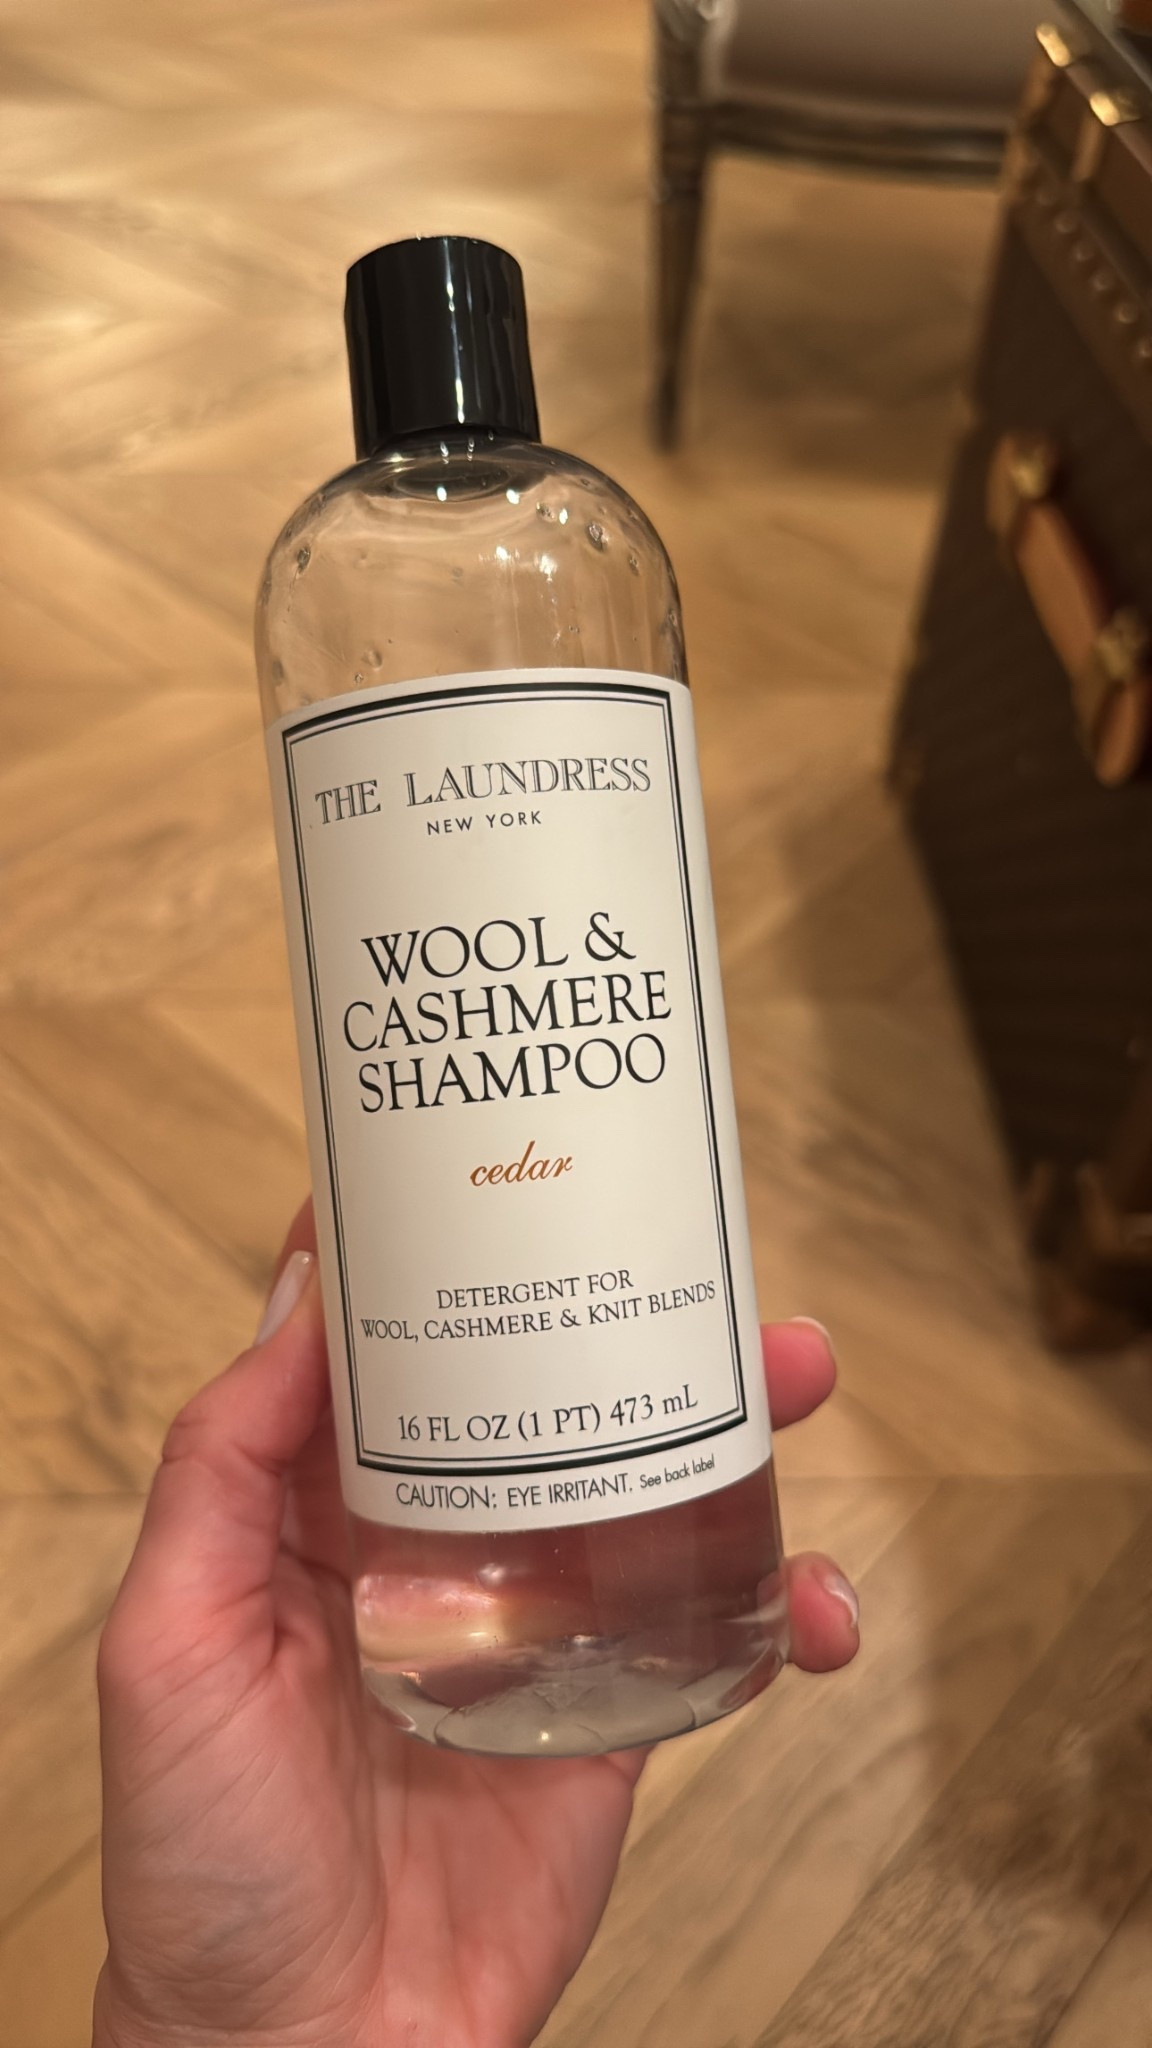 THE LAUNDRESS
NEW YORK
WOOL &
CASHMERE
SHAMPOO
cedar
DETERGENT FOR
WOOL, CASHMERE & KNIT BLENDS
16 FL OZ (1 PT) 473 mL
CAUTION: EYE IRRITANT. See back label